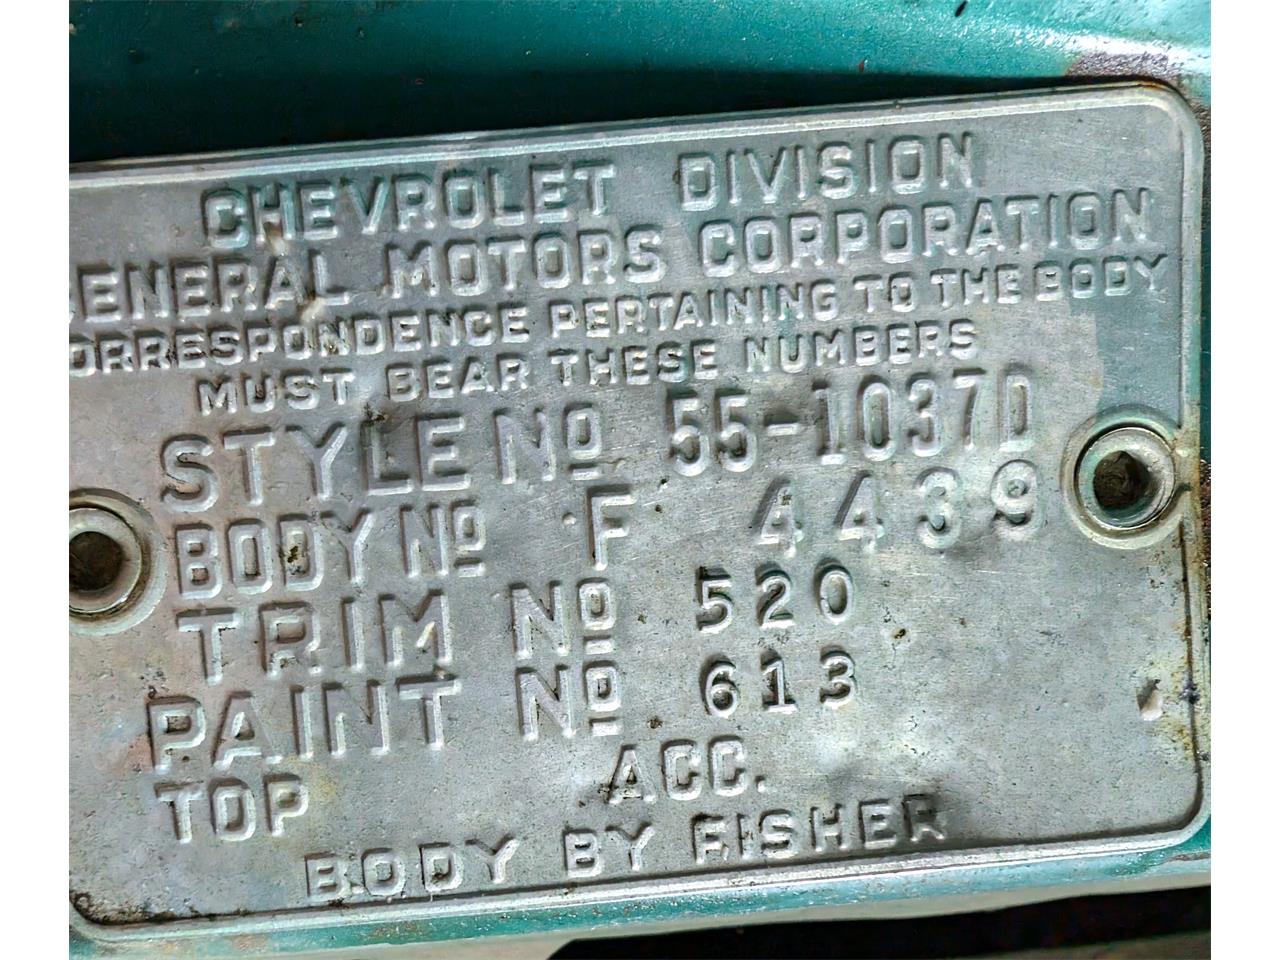 CHEVROLET DIVISION
GENERAL MOTORS CORPORATION
CORRESPONDENCE PERTAINING TO THE BODY
MUST BEAR THESE NUMBERS
STYLE Nº 55-1037D
BODY Nº F 4439
TRIM Nº 520
PAINT Nº 613
TOP ACC.
BODY BY FISHER